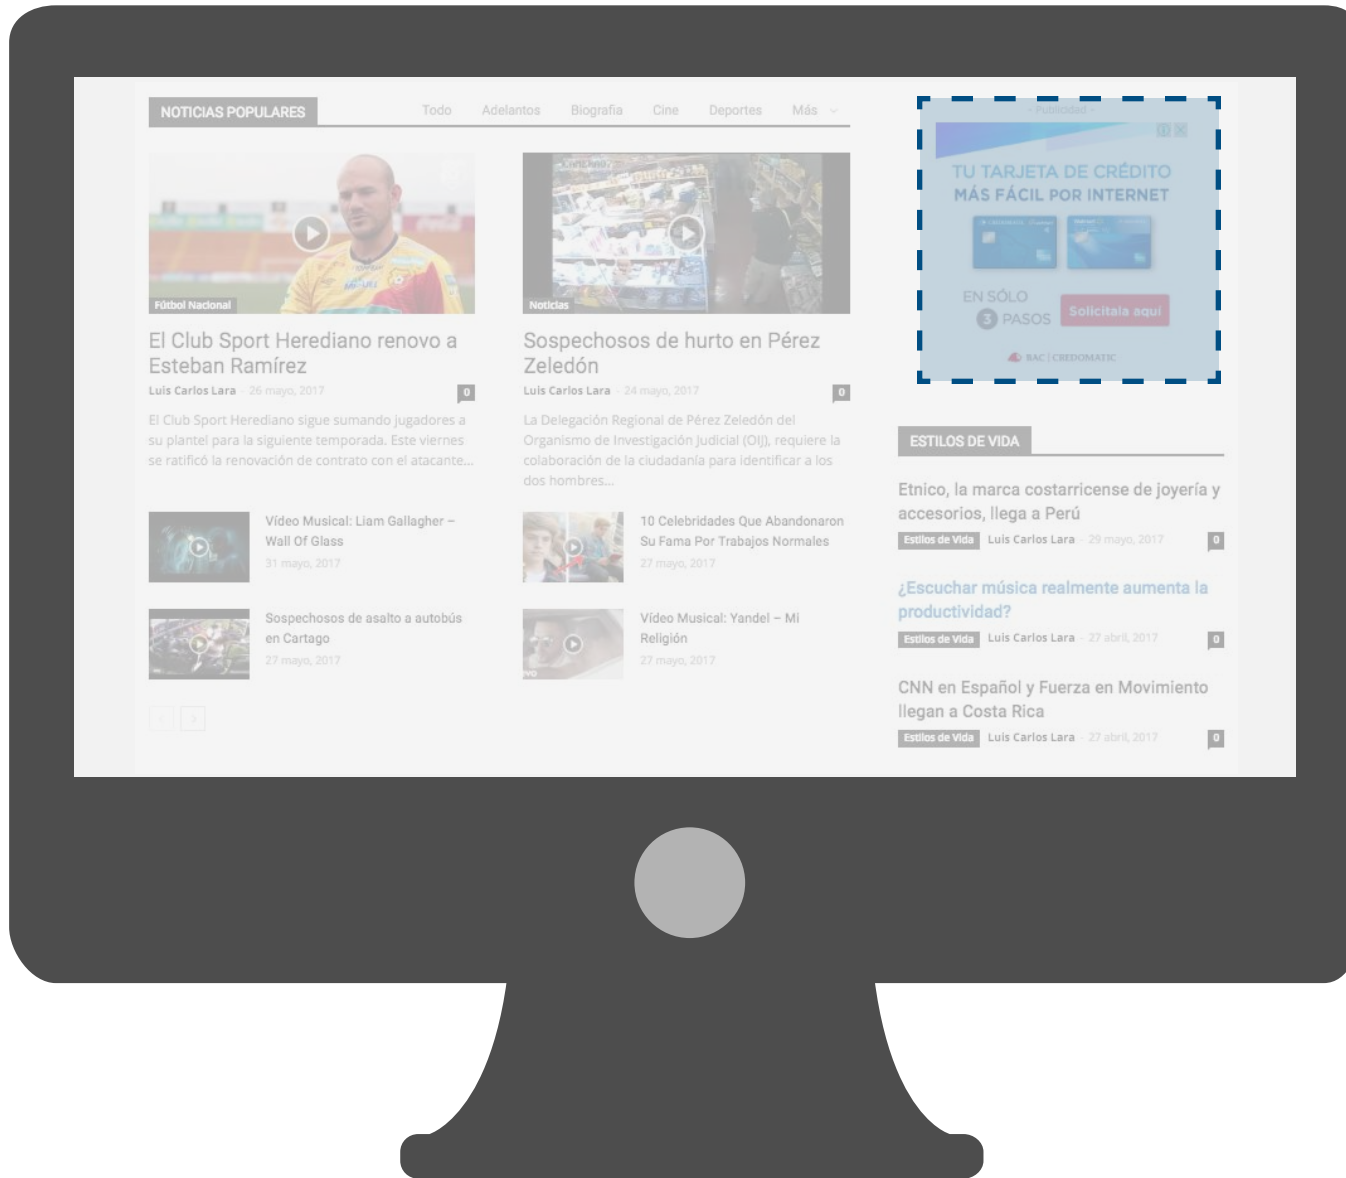 NOTICIAS POPULARES
Todo Adelantos Biografia Cine Deportes Más
Fútbol Nacional
El Club Sport Herediano renovo a
Esteban Ramírez
Luis Carlos Lara - 26 mayo, 2017 0
El Club Sport Herediano sigue sumando jugadores a
su plantel para la siguiente temporada. Este viernes
se ratificó la renovación de contrato con el atacante...
Noticias
Sospechosos de hurto en Pérez
Zeledón
Luis Carlos Lara - 24 mayo, 2017 0
La Delegación Regional de Pérez Zeledón del
Organismo de Investigación Judicial (OIJ), requiere la
colaboración de la ciudadanía para identificar a los
dos hombres...
Vídeo Musical: Liam Gallagher –
Wall Of Glass
31 mayo, 2017
10 Celebridades Que Abandonaron
Su Fama Por Trabajos Normales
27 mayo, 2017
Sospechosos de asalto a autobús
en Cartago
27 mayo, 2017
Vídeo Musical: Yandel – Mi
Religión
27 mayo, 2017
- Publicidad -
TU TARJETA DE CRÉDITO
MÁS FÁCIL POR INTERNET
EN SÓLO
3 PASOS
Solicítala aquí
BAC | CREDOMATIC
ESTILOS DE VIDA
Etnico, la marca costarricense de joyería y
accesorios, llega a Perú
Estilos de Vida Luis Carlos Lara - 29 mayo, 2017 0
¿Escuchar música realmente aumenta la
productividad?
Estilos de Vida Luis Carlos Lara - 27 abril, 2017 0
CNN en Español y Fuerza en Movimiento
llegan a Costa Rica
Estilos de Vida Luis Carlos Lara - 27 abril, 2017 0